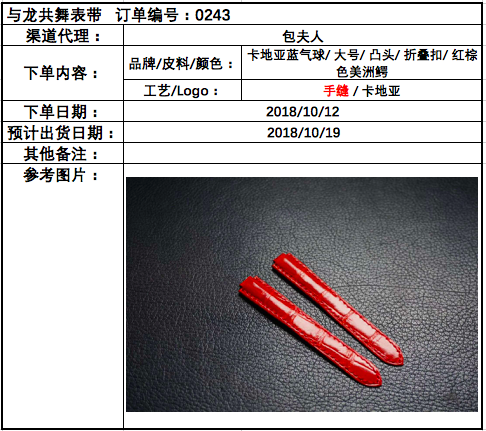 与龙共舞表带 订单编号：0243
渠道代理： 包夫人
下单内容： 品牌/皮料/颜色： 卡地亚蓝气球/ 大号/ 凸头/ 折叠扣/ 红棕
色美洲鳄
工艺/Logo： 手缝 / 卡地亚
下单日期： 2018/10/12
预计出货日期： 2018/10/19
其他备注：
参考图片：